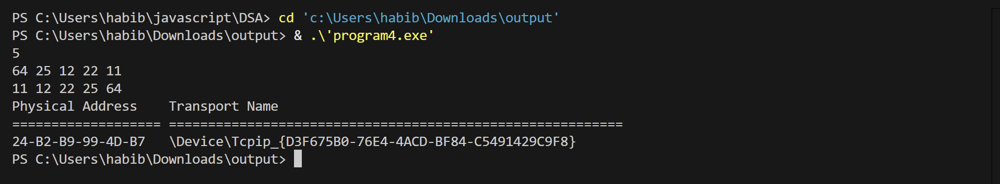 PS C:\Users\habib\javascript\DSA> cd 'c:\Users\habib\Downloads\output'
PS C:\Users\habib\Downloads\output> & .\'program4.exe'
5
64 25 12 22 11
11 12 22 25 64
Physical Address    Transport Name
=================== ==========================================================
24-B2-B9-99-4D-B7   \Device\Tcpip_{D3F675B0-76E4-4ACD-BF84-C5491429C9F8}
PS C:\Users\habib\Downloads\output>